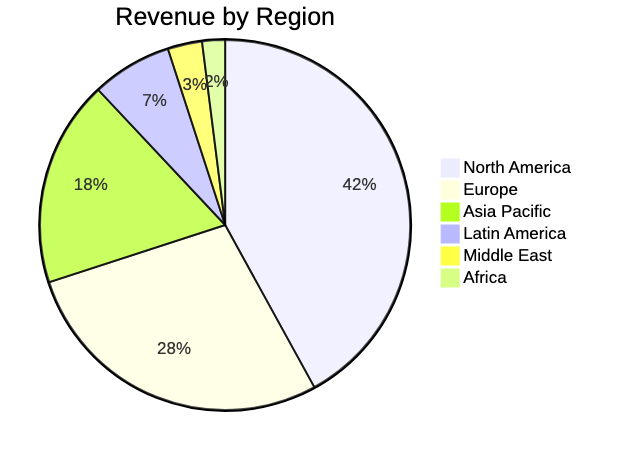 Revenue by Region
42%
28%
18%
7%
3%
2%
North America
Europe
Asia Pacific
Latin America
Middle East
Africa